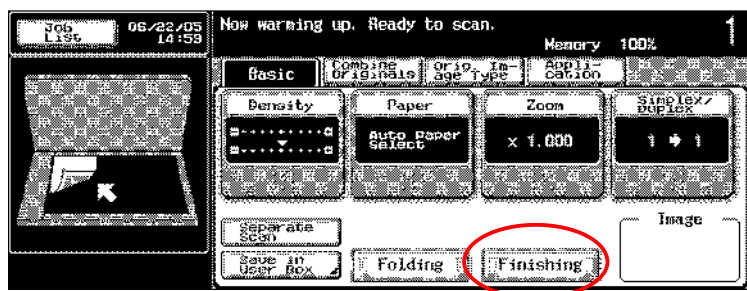 Job
List
06/22/05
14:59
Now warming up. Ready to scan.
Memory 100%
1
Basic
Combine
Originals
Orig. Im-
age Type
Appli-
cation
Density
Paper
Zoom
Simplex/
Duplex
Auto Paper
Select
x 1.000
1 ➧ 1
Separate
Scan
Save in
User Box
Folding
Finishing
Image